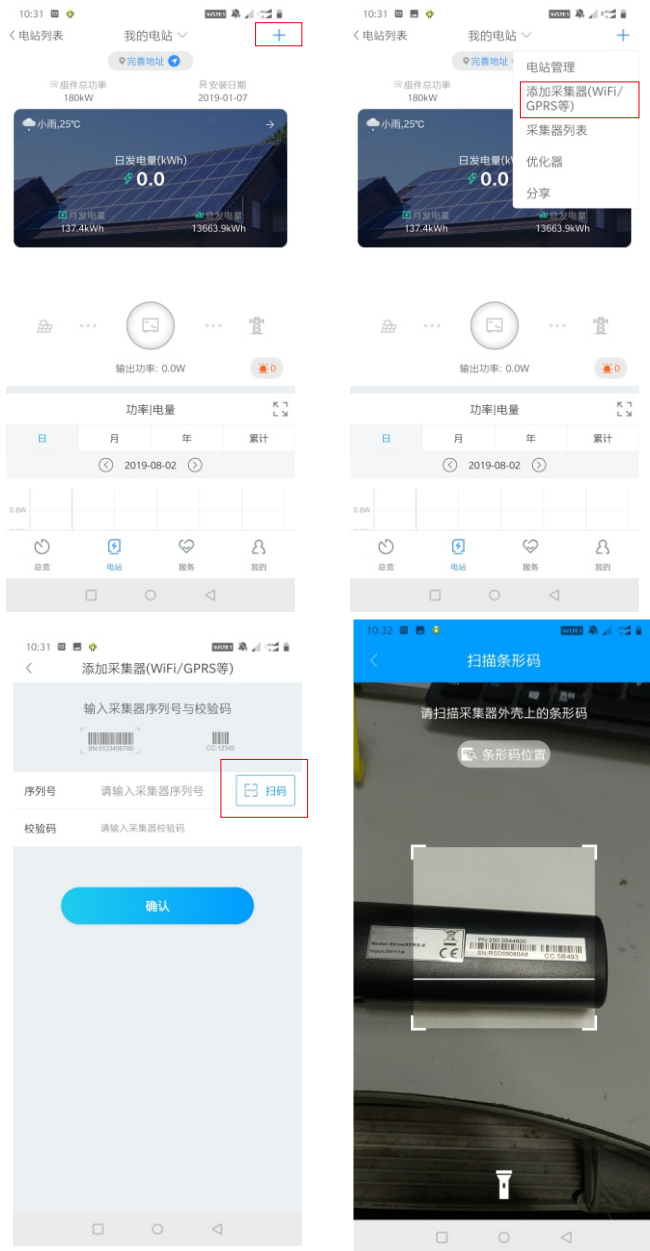 10:31
电站列表
我的电站
完善地址
组件总功率
180kW
安装日期
2019-01-07
小雨,25℃
日发电量(kWh)
0.0
月发电量
137.4kWh
总发电量
13663.9kWh
输出功率: 0.0W
0
功率|电量
日
月
年
累计
2019-08-02
0.8W
总览
电站
服务
我的
10:31
电站列表
我的电站
完善地址
组件总功率
180kW
电站管理
添加采集器(WiFi/
GPRS等)
采集器列表
优化器
分享
小雨,25℃
日发电量(kW
0.0
月发电量
137.4kWh
总发电量
13663.9kWh
输出功率: 0.0W
0
功率|电量
日
月
年
累计
2019-08-02
0.8W
总览
电站
服务
我的
10:31
添加采集器(WiFi/GPRS等)
输入采集器序列号与校验码
SN:0123456789
CC:12345
序列号
请输入采集器序列号
扫码
校验码
请输入采集器校验码
确认
10:32
扫描条形码
请扫描采集器外壳上的条形码
条形码位置
PN:200.0044600
CC:5B493